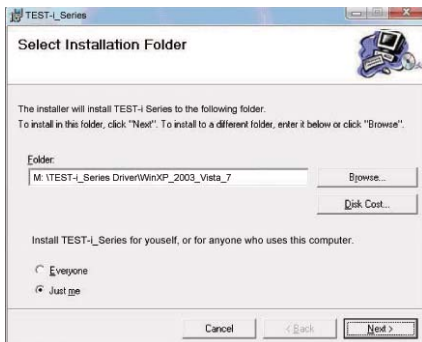 TEST-i_Series
Select Installation Folder
The installer will install TEST-i Series to the following folder.
To install in this folder, click "Next". To install to a different folder, enter it below or click "Browse".
Folder:
M: \TEST-i_Series Driver\WinXP_2003_Vista_7
Browse...
Disk Cost...
Install TEST-i_Series for youself, or for anyone who uses this computer.
Everyone
Just me
Cancel
< Back
Next >